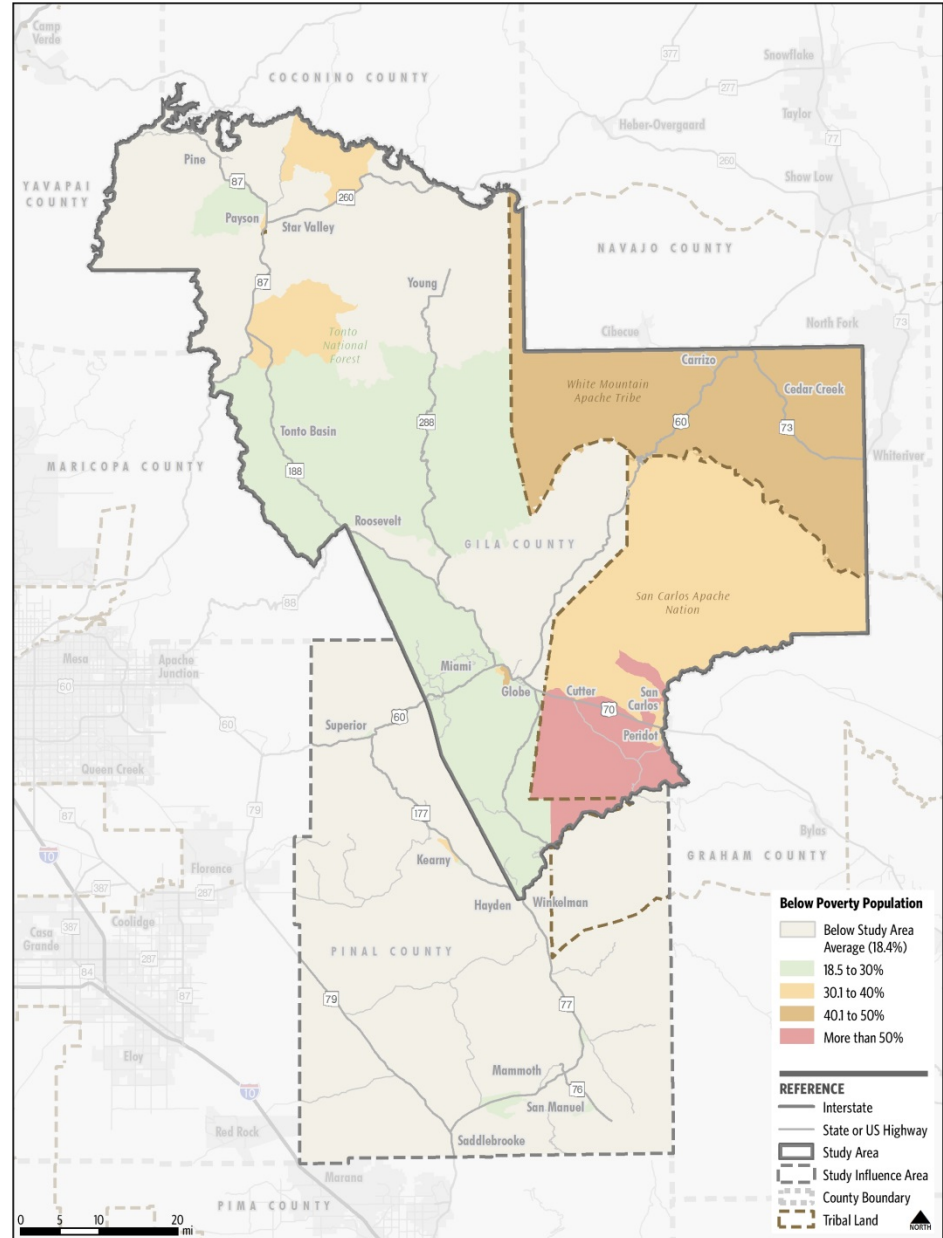 Camp
Verde
377
Snowflake
COCONINO COUNTY
277
Taylor
Heber-Overgaard
77
260
Show Low
Pine
YAVAPAI
COUNTY
87
260
Payson
Star Valley
NAVAJO COUNTY
87
Young
Cibecue
North Fork
73
Tonto
National
Forest
Carrizo
White Mountain
Apache Tribe
Cedar Creek
60
73
288
Tonto Basin
Whiteriver
MARICOPA COUNTY
188
Roosevelt
GILA COUNTY
San Carlos Apache
Nation
88
Mesa
Apache
Junction
60
Miami
Globe
Cutter
San
Carlos
70
Peridot
60
Superior
60
Queen Creek
79
87
177
Bylas
10
Kearny
GRAHAM COUNTY
Florence
387
287
Hayden
Winkelman
Casa
Grande
387
Coolidge
287
PINAL COUNTY
84
87
79
77
Eloy
Mammoth
76
10
San Manuel
Red Rock
Saddlebrooke
Marana
PIMA COUNTY
0 5 10 20
mi
Below Poverty Population
Below Study Area
Average (18.4%)
18.5 to 30%
30.1 to 40%
40.1 to 50%
More than 50%
REFERENCE
Interstate
State or US Highway
Study Area
Study Influence Area
County Boundary
Tribal Land
NORTH